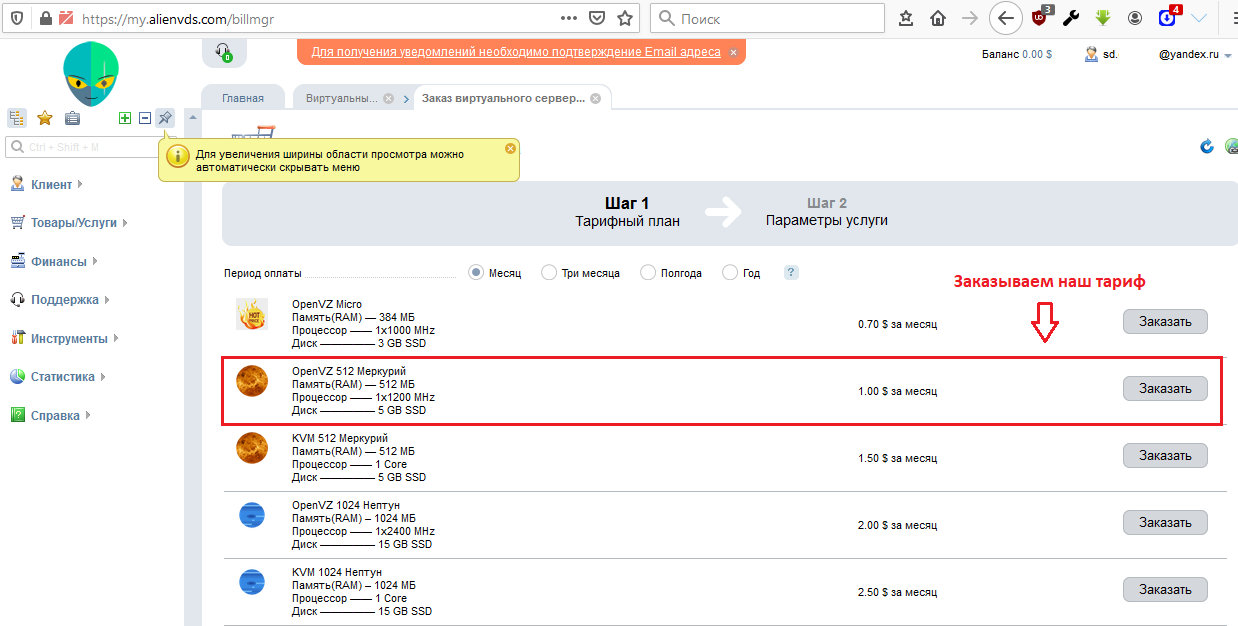 https://my.alienvds.com/billmgr
Поиск
3
4
0
Для получения уведомлений необходимо подтверждение Email адреса ×
Баланс 0.00 $
sd.
@yandex.ru
Главная
Виртуальны...
Заказ виртуального сервер...
Ctrl + Shift + M
Для увеличения ширины области просмотра можно
автоматически скрывать меню
Клиент
Товары/Услуги
Финансы
Поддержка
Инструменты
Статистика
Справка
Шаг 1
Тарифный план
Шаг 2
Параметры услуги
Период оплаты
Месяц
Три месяца
Полгода
Год
?
Заказываем наш тариф
HOT PRICE
OpenVZ Micro
Память(RAM) — 384 МБ
Процессор —— 1x1000 MHz
Диск ————— 3 GB SSD
0.70 $ за месяц
Заказать
OpenVZ 512 Меркурий
Память(RAM) — 512 МБ
Процессор —— 1x1200 MHz
Диск ————— 5 GB SSD
1.00 $ за месяц
Заказать
KVM 512 Меркурий
Память(RAM) — 512 МБ
Процессор —— 1 Core
Диск ————— 5 GB SSD
1.50 $ за месяц
Заказать
OpenVZ 1024 Нептун
Память(RAM) – 1024 МБ
Процессор —— 1x2400 MHz
Диск ————— 15 GB SSD
2.00 $ за месяц
Заказать
KVM 1024 Нептун
Память(RAM) – 1024 МБ
Процессор —— 1 Core
Диск ————— 15 GB SSD
2.50 $ за месяц
Заказать